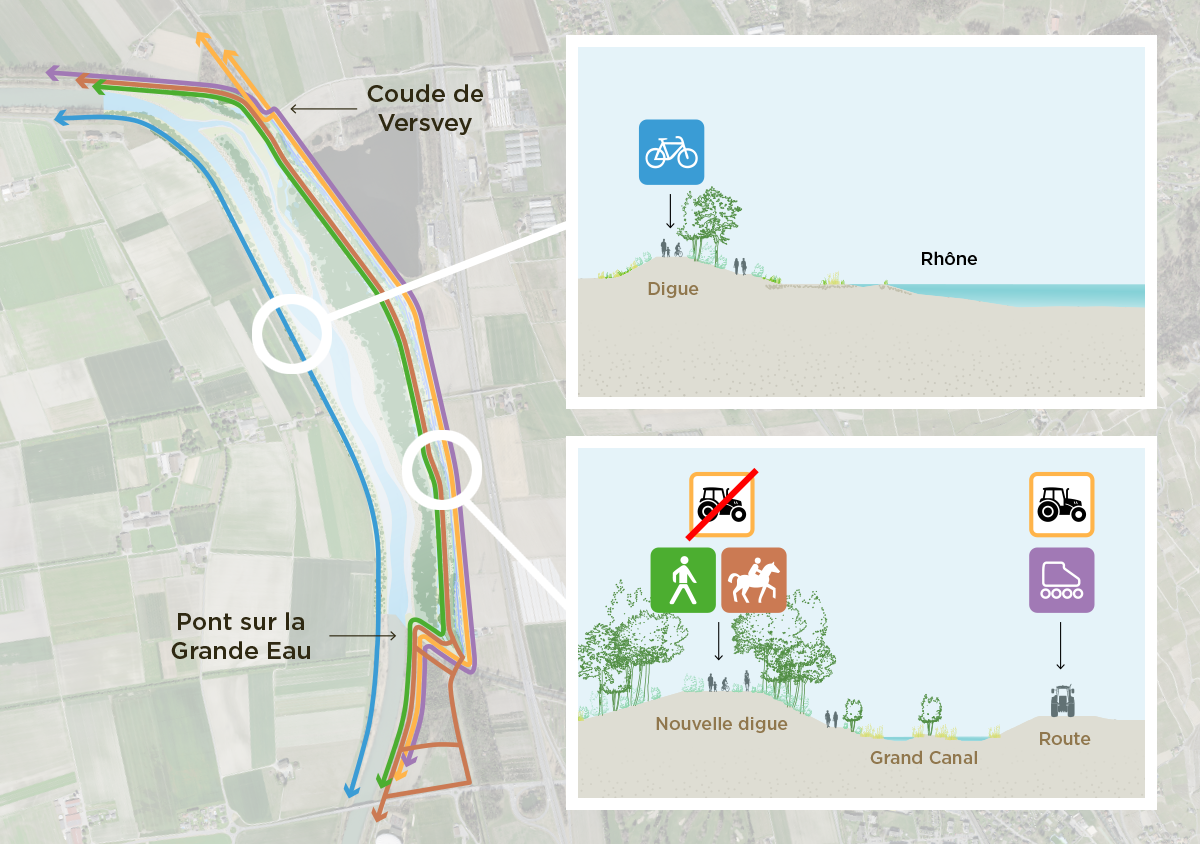 Coude de
Versvey
Pont sur la
Grande Eau
Rhône
Digue
Nouvelle digue
Grand Canal
Route